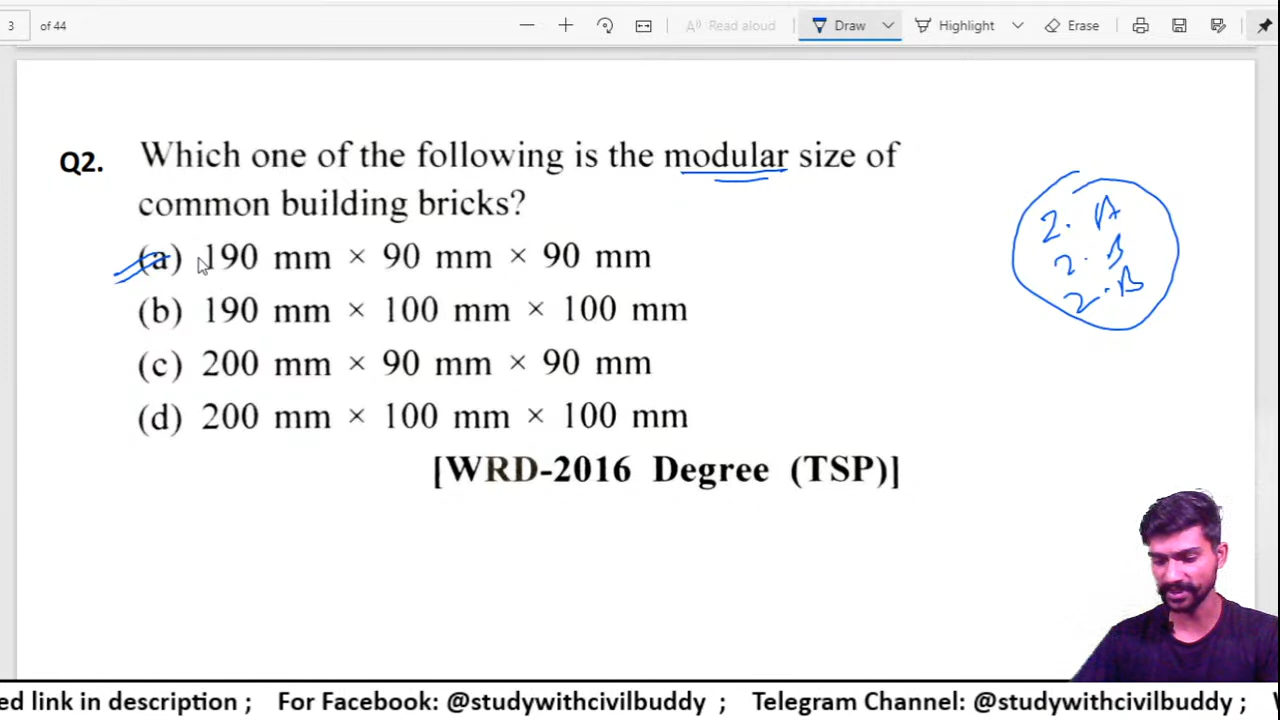 3 of 44 Read aloud Draw Highlight Erase
Q2. Which one of the following is the modular size of
common building bricks?
(a) 190 mm × 90 mm × 90 mm
(b) 190 mm × 100 mm × 100 mm
(c) 200 mm × 90 mm × 90 mm
(d) 200 mm × 100 mm × 100 mm
[WRD-2016 Degree (TSP)]
2. A
2. B
2. B
ed link in description ; For Facebook: @studywithcivilbuddy ; Telegram Channel: @studywithcivilbuddy ;